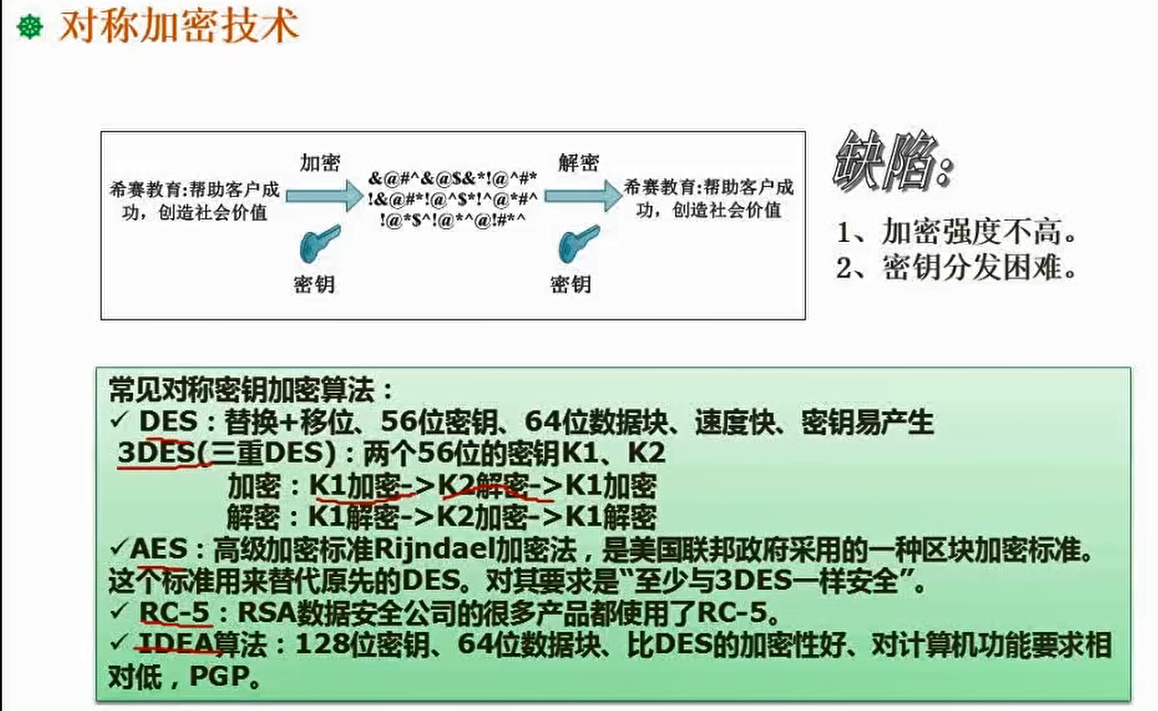 对称加密技术
加密
解密
希赛教育:帮助客户成
功，创造社会价值
&@#^&@$&*!@^#*
!&@#*!@^$*!^@*#^
!@*$^!@*^@!#*^
希赛教育:帮助客户成
功，创造社会价值
密钥
密钥
缺陷:
1、加密强度不高。
2、密钥分发困难。
常见对称密钥加密算法：
✓ DES：替换+移位、56位密钥、64位数据块、速度快、密钥易产生
3DES(三重DES)：两个56位的密钥K1、K2
加密：K1加密->K2解密->K1加密
解密：K1解密->K2加密->K1解密
✓AES：高级加密标准Rijndael加密法，是美国联邦政府采用的一种区块加密标准。
这个标准用来替代原先的DES。对其要求是“至少与3DES一样安全”。
✓ RC-5：RSA数据安全公司的很多产品都使用了RC-5。
✓ IDEA算法：128位密钥、64位数据块、比DES的加密性好、对计算机功能要求相
对低，PGP。